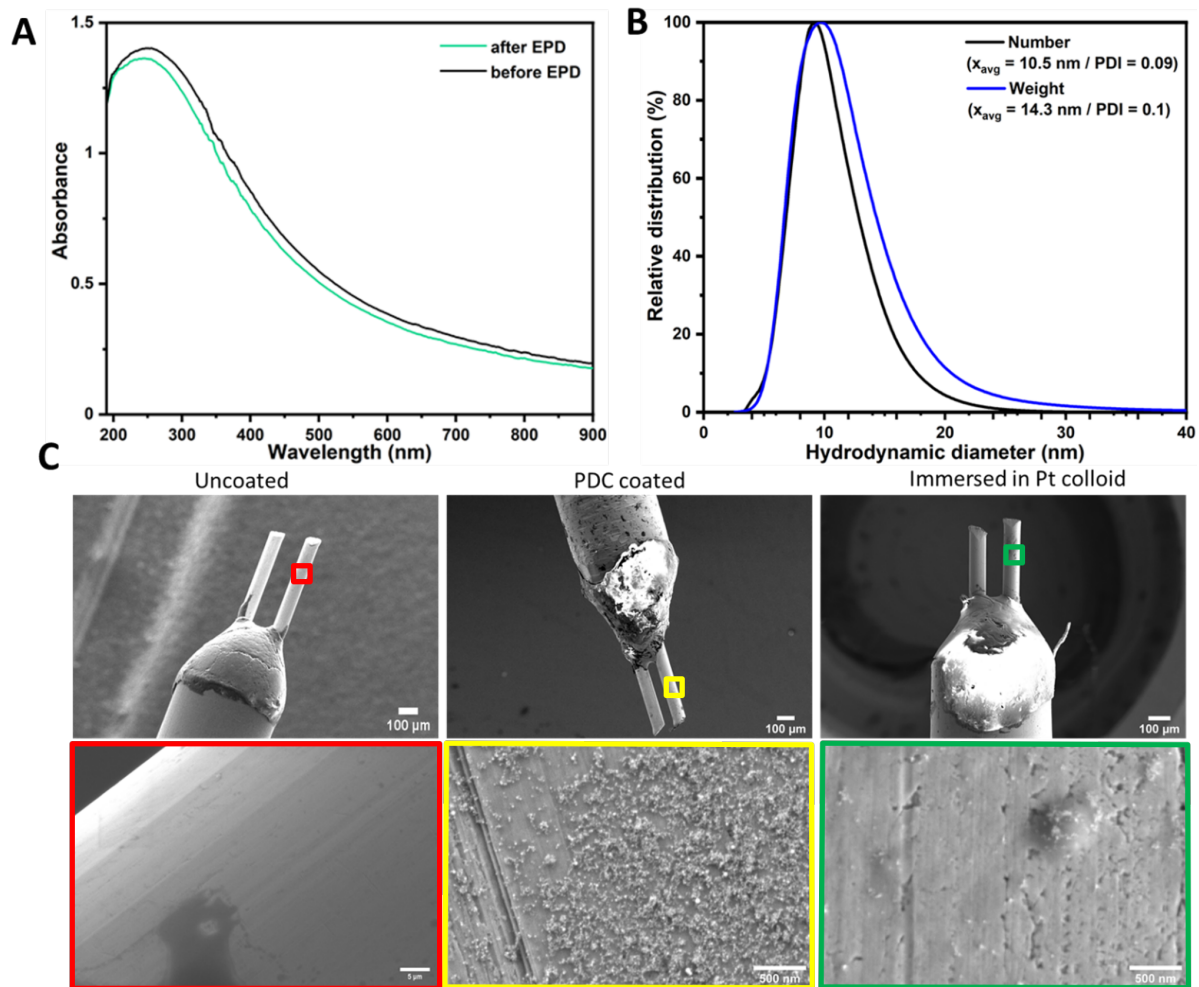 A
1.5
1
0.5
0
Absorbance
after EPD
before EPD
200 300 400 500 600 700 800 900
Wavelength (nm)
B
100
80
60
40
20
0
Relative distribution (%)
Number
(xavg = 10.5 nm / PDI = 0.09)
Weight
(xavg = 14.3 nm / PDI = 0.1)
0 10 20 30 40
Hydrodynamic diameter (nm)
C
Uncoated
PDC coated
Immersed in Pt colloid
100 µm
100 µm
100 µm
5 µm
500 nm
500 nm